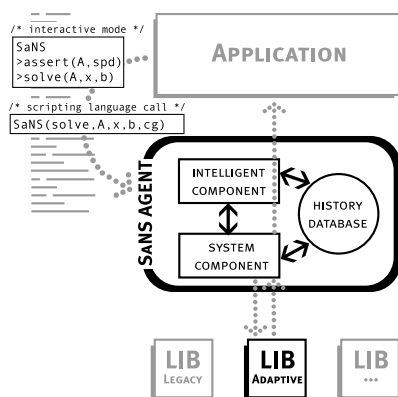 /* interactive mode */
SaNS
>assert(A,spd)
>solve(A,x,b)
APPLICATION
/* scripting language call */
SaNS(solve,A,x,b,cg)
SANS AGENT
INTELLIGENT
COMPONENT
HISTORY
DATABASE
SYSTEM
COMPONENT
LIB
LEGACY
LIB
ADAPTIVE
LIB
...